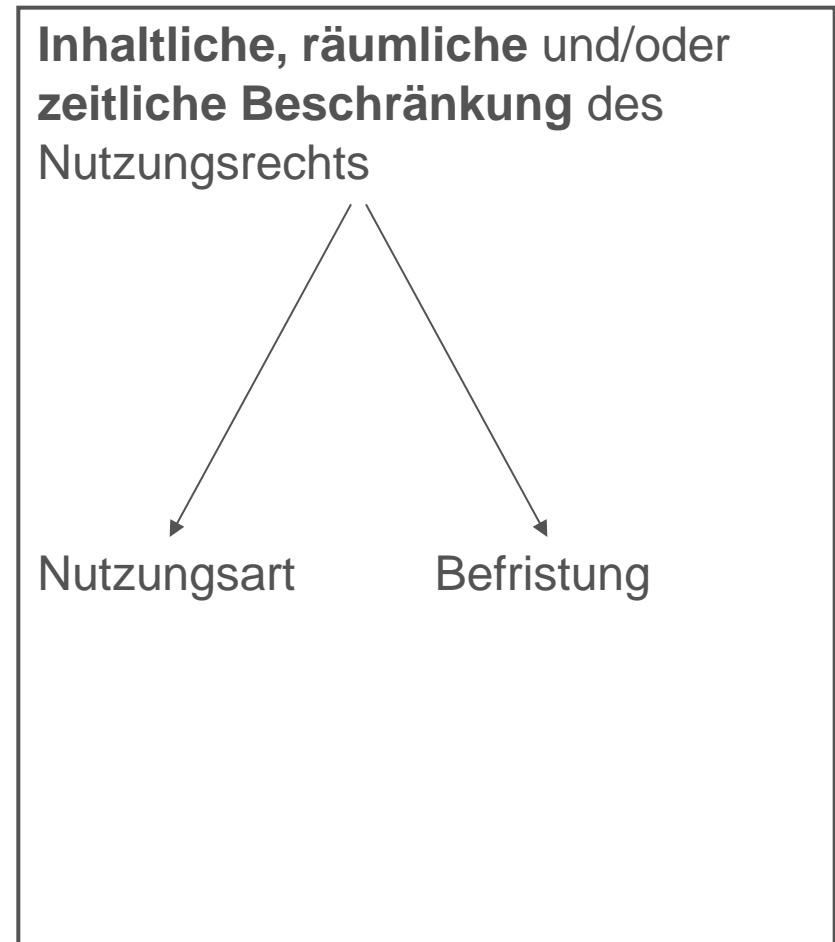 Inhaltliche, räumliche und/oder
zeitliche Beschränkung des
Nutzungsrechts
Nutzungsart Befristung